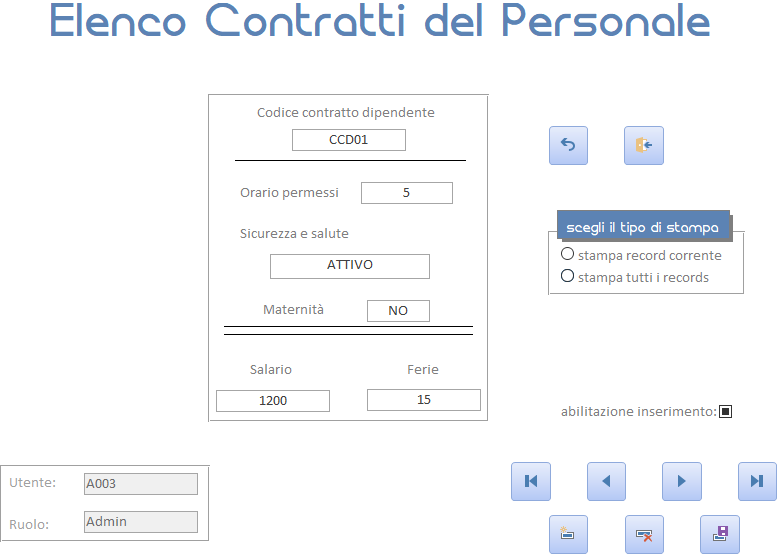 Elenco Contratti del Personale
Codice contratto dipendente
CCD01
Orario permessi 5
Sicurezza e salute
ATTIVO
Maternità NO
Salario Ferie
1200 15
scegli il tipo di stampa
stampa record corrente
stampa tutti i records
abilitazione inserimento:
Utente: A003
Ruolo: Admin